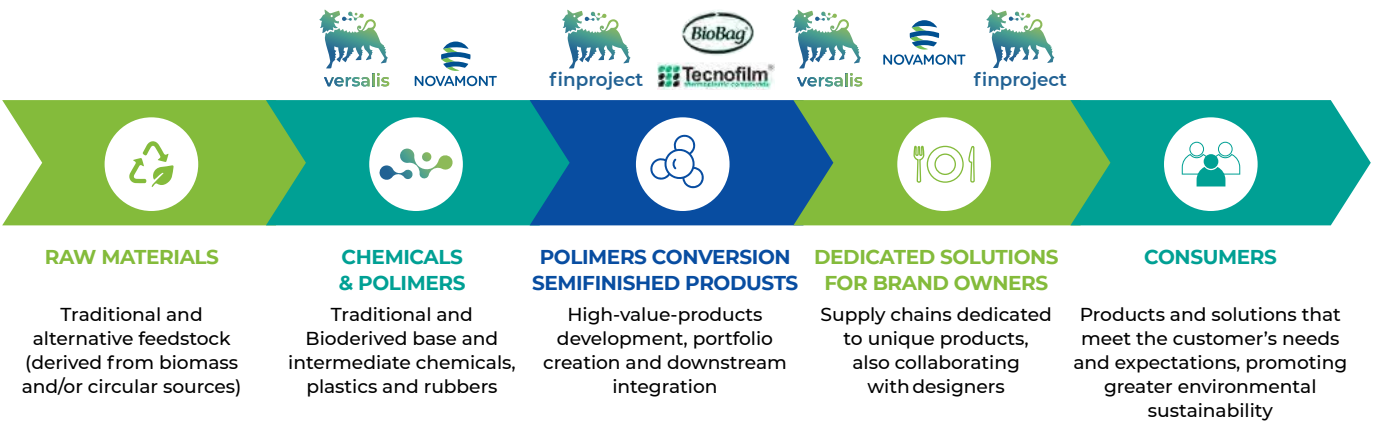 versalis
NOVAMONT
finproject
BioBag
Tecnofilm
thermoplastic compounds
versalis
NOVAMONT
finproject
RAW MATERIALS
Traditional and
alternative feedstock
(derived from biomass
and/or circular sources)
CHEMICALS
& POLIMERS
Traditional and
Bioderived base and
intermediate chemicals,
plastics and rubbers
POLIMERS CONVERSION
SEMIFINISHED PRODUSTS
High-value-products
development, portfolio
creation and downstream
integration
DEDICATED SOLUTIONS
FOR BRAND OWNERS
Supply chains dedicated
to unique products,
also collaborating
with designers
CONSUMERS
Products and solutions that
meet the customer's needs
and expectations, promoting
greater environmental
sustainability